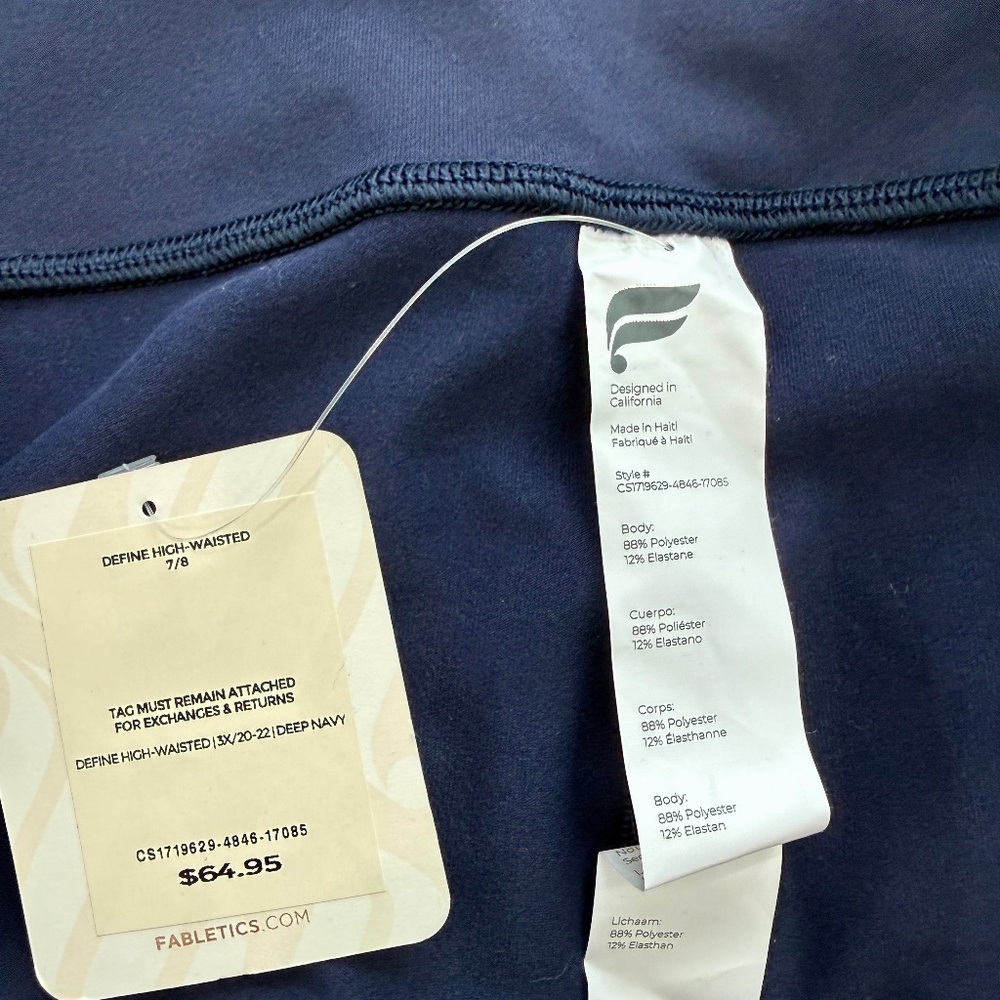 DEFINE HIGH-WAISTED
7/8
TAG MUST REMAIN ATTACHED
FOR EXCHANGES & RETURNS
DEFINE HIGH-WAISTED | 3X/20-22 | DEEP NAVY
CS1719629-4846-17085
$64.95
FABLETICS.COM
Designed in
California
Made in Haiti
Fabriqué à Haïti
Style #
CS1719629-4846-17085
Body:
88% Polyester
12% Elastane
Cuerpo:
88% Poliéster
12% Elastano
Corps:
88% Polyester
12% Élasthanne
Body:
88% Polyester
12% Elastan
Lichaam:
88% Polyester
12% Elasthan